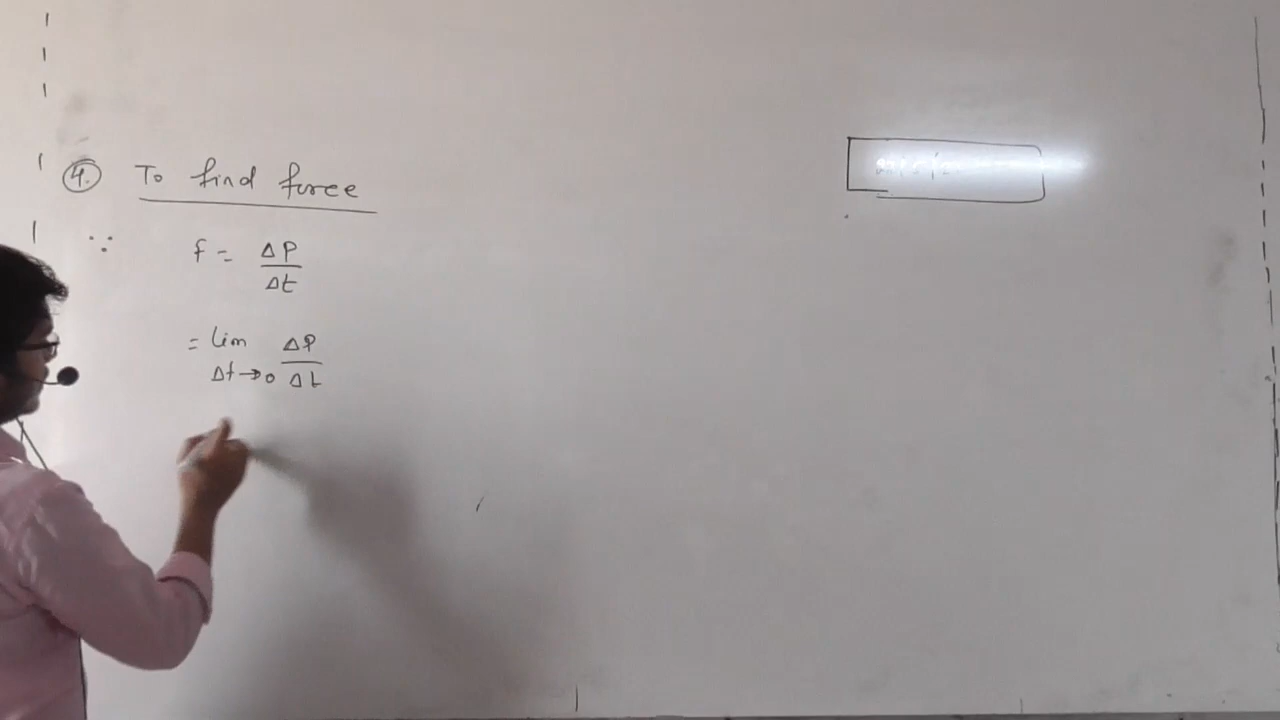 4. To find force
∵ f = ΔP/Δt
= lim Δt→0 ΔP/Δt